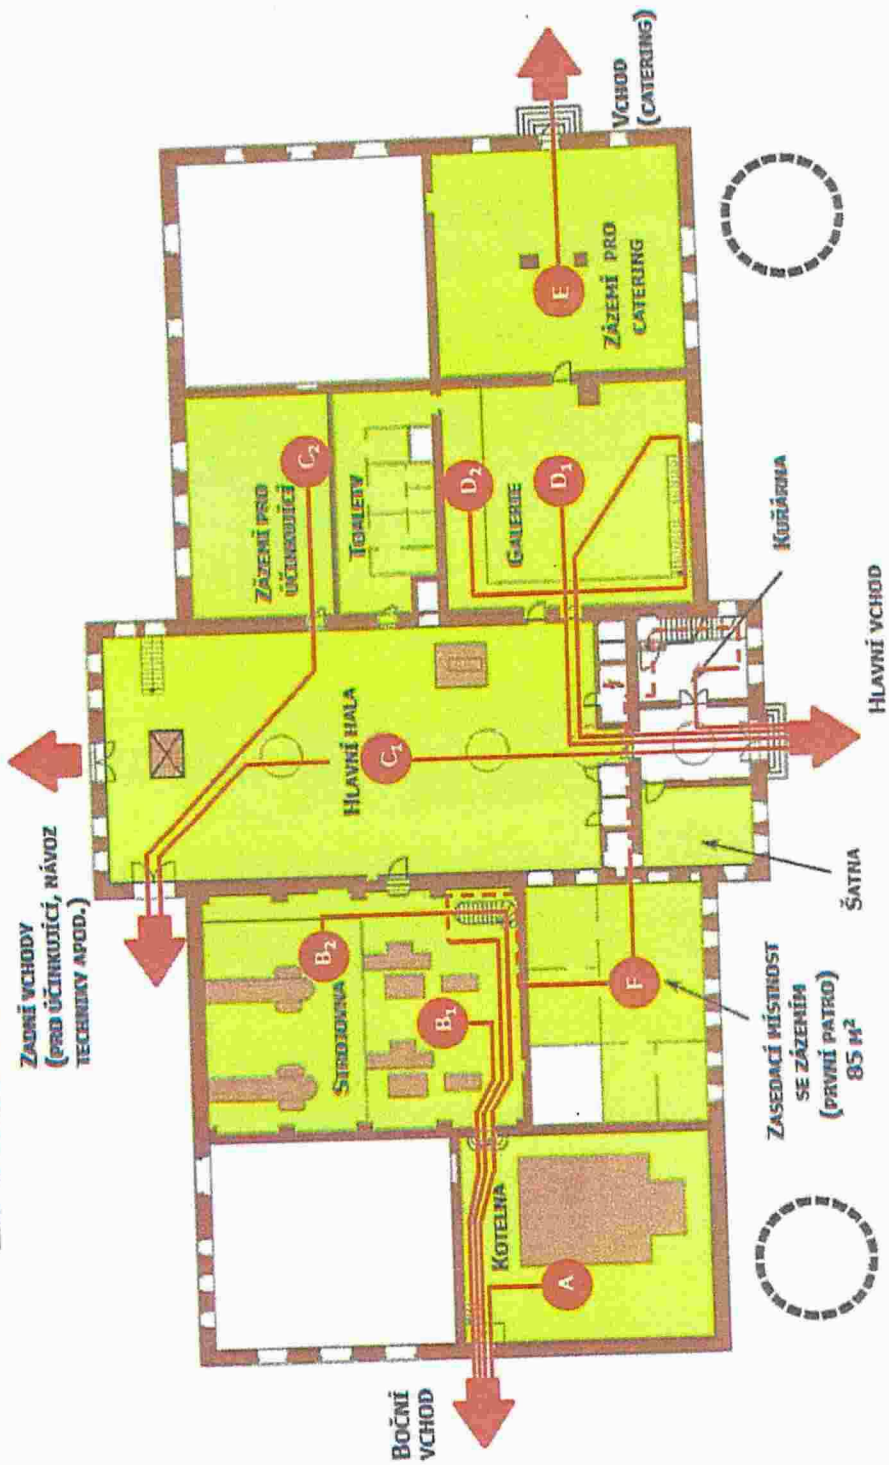 ZADNÍ VCHODY
(PRO ÚČINKUJÍCÍ, NÁVOZ
TECHNIKY APOD.)
BOČNÍ
VCHOD
KOTELNA
A
STROJOVNA
B₂
B₁
F
ZASEDACÍ MÍSTNOST
SE ZÁZEMÍM
(PRVNÍ PATRO)
85 M²
ŠATNA
HLAVNÍ HALA
C₁
HLAVNÍ VCHOD
KUŘÁRNA
ZÁZEMÍ PRO
ÚČINKUJÍCÍ
C₂
TOALETY
GALERIE
D₂
D₁
E
ZÁZEMÍ PRO
CATERING
VCHOD
(CATERING)